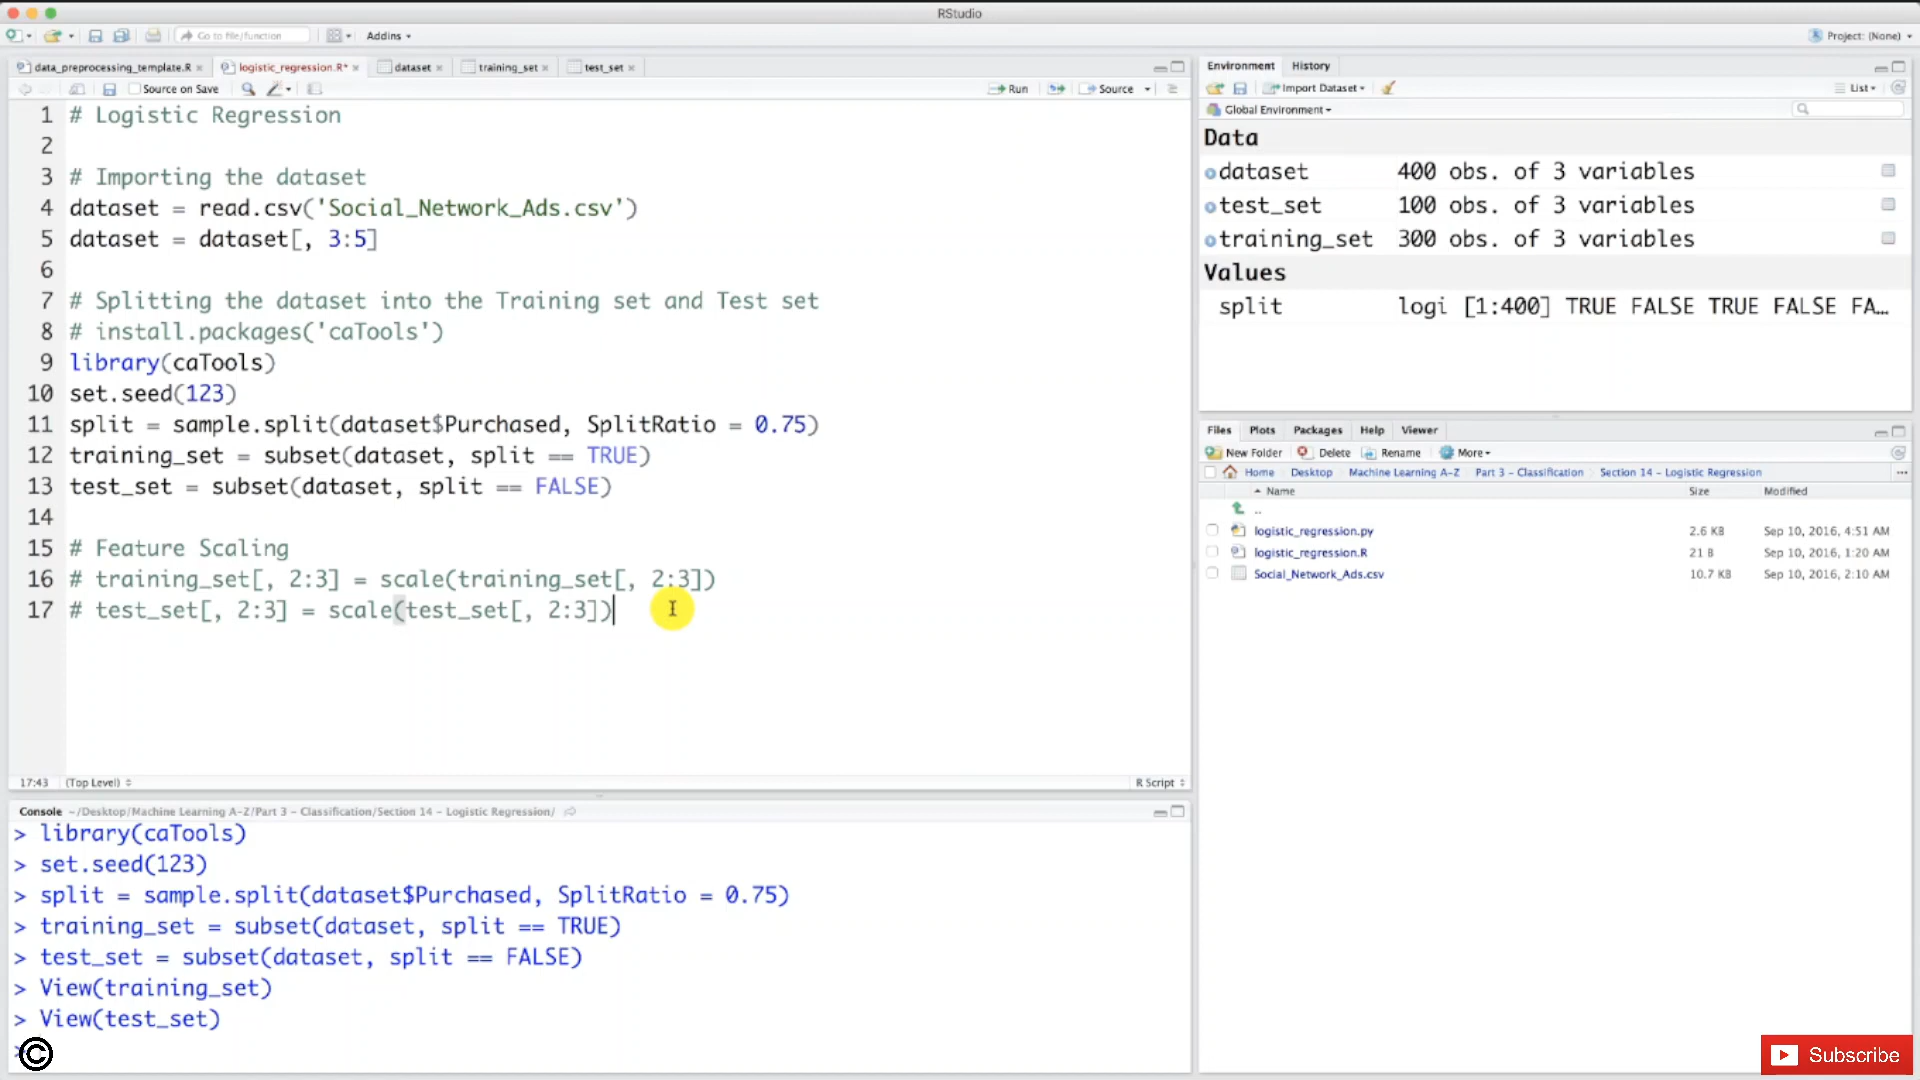 RStudio
Go to file/function
Addins
Project: (None)
data_preprocessing_template.R
logistic_regression.R*
dataset
training_set
test_set
Source on Save
Run
Source
1 # Logistic Regression
2
3 # Importing the dataset
4 dataset = read.csv('Social_Network_Ads.csv')
5 dataset = dataset[, 3:5]
6
7 # Splitting the dataset into the Training set and Test set
8 # install.packages('caTools')
9 library(caTools)
10 set.seed(123)
11 split = sample.split(dataset$Purchased, SplitRatio = 0.75)
12 training_set = subset(dataset, split == TRUE)
13 test_set = subset(dataset, split == FALSE)
14
15 # Feature Scaling
16 # training_set[, 2:3] = scale(training_set[, 2:3])
17 # test_set[, 2:3] = scale(test_set[, 2:3])
17:43 (Top Level)
R Script
Console ~/Desktop/Machine Learning A-Z/Part 3 - Classification/Section 14 - Logistic Regression/
> library(caTools)
> set.seed(123)
> split = sample.split(dataset$Purchased, SplitRatio = 0.75)
> training_set = subset(dataset, split == TRUE)
> test_set = subset(dataset, split == FALSE)
> View(training_set)
> View(test_set)
>
©
Environment History
Import Dataset
List
Global Environment
Data
dataset 400 obs. of 3 variables
test_set 100 obs. of 3 variables
training_set 300 obs. of 3 variables
Values
split logi [1:400] TRUE FALSE TRUE FALSE FA...
Files Plots Packages Help Viewer
New Folder Delete Rename More
Home Desktop Machine Learning A-Z Part 3 - Classification Section 14 - Logistic Regression ...
Name Size Modified
..
logistic_regression.py 2.6 KB Sep 10, 2016, 4:51 AM
logistic_regression.R 21 B Sep 10, 2016, 1:20 AM
Social_Network_Ads.csv 10.7 KB Sep 10, 2016, 2:10 AM
Subscribe